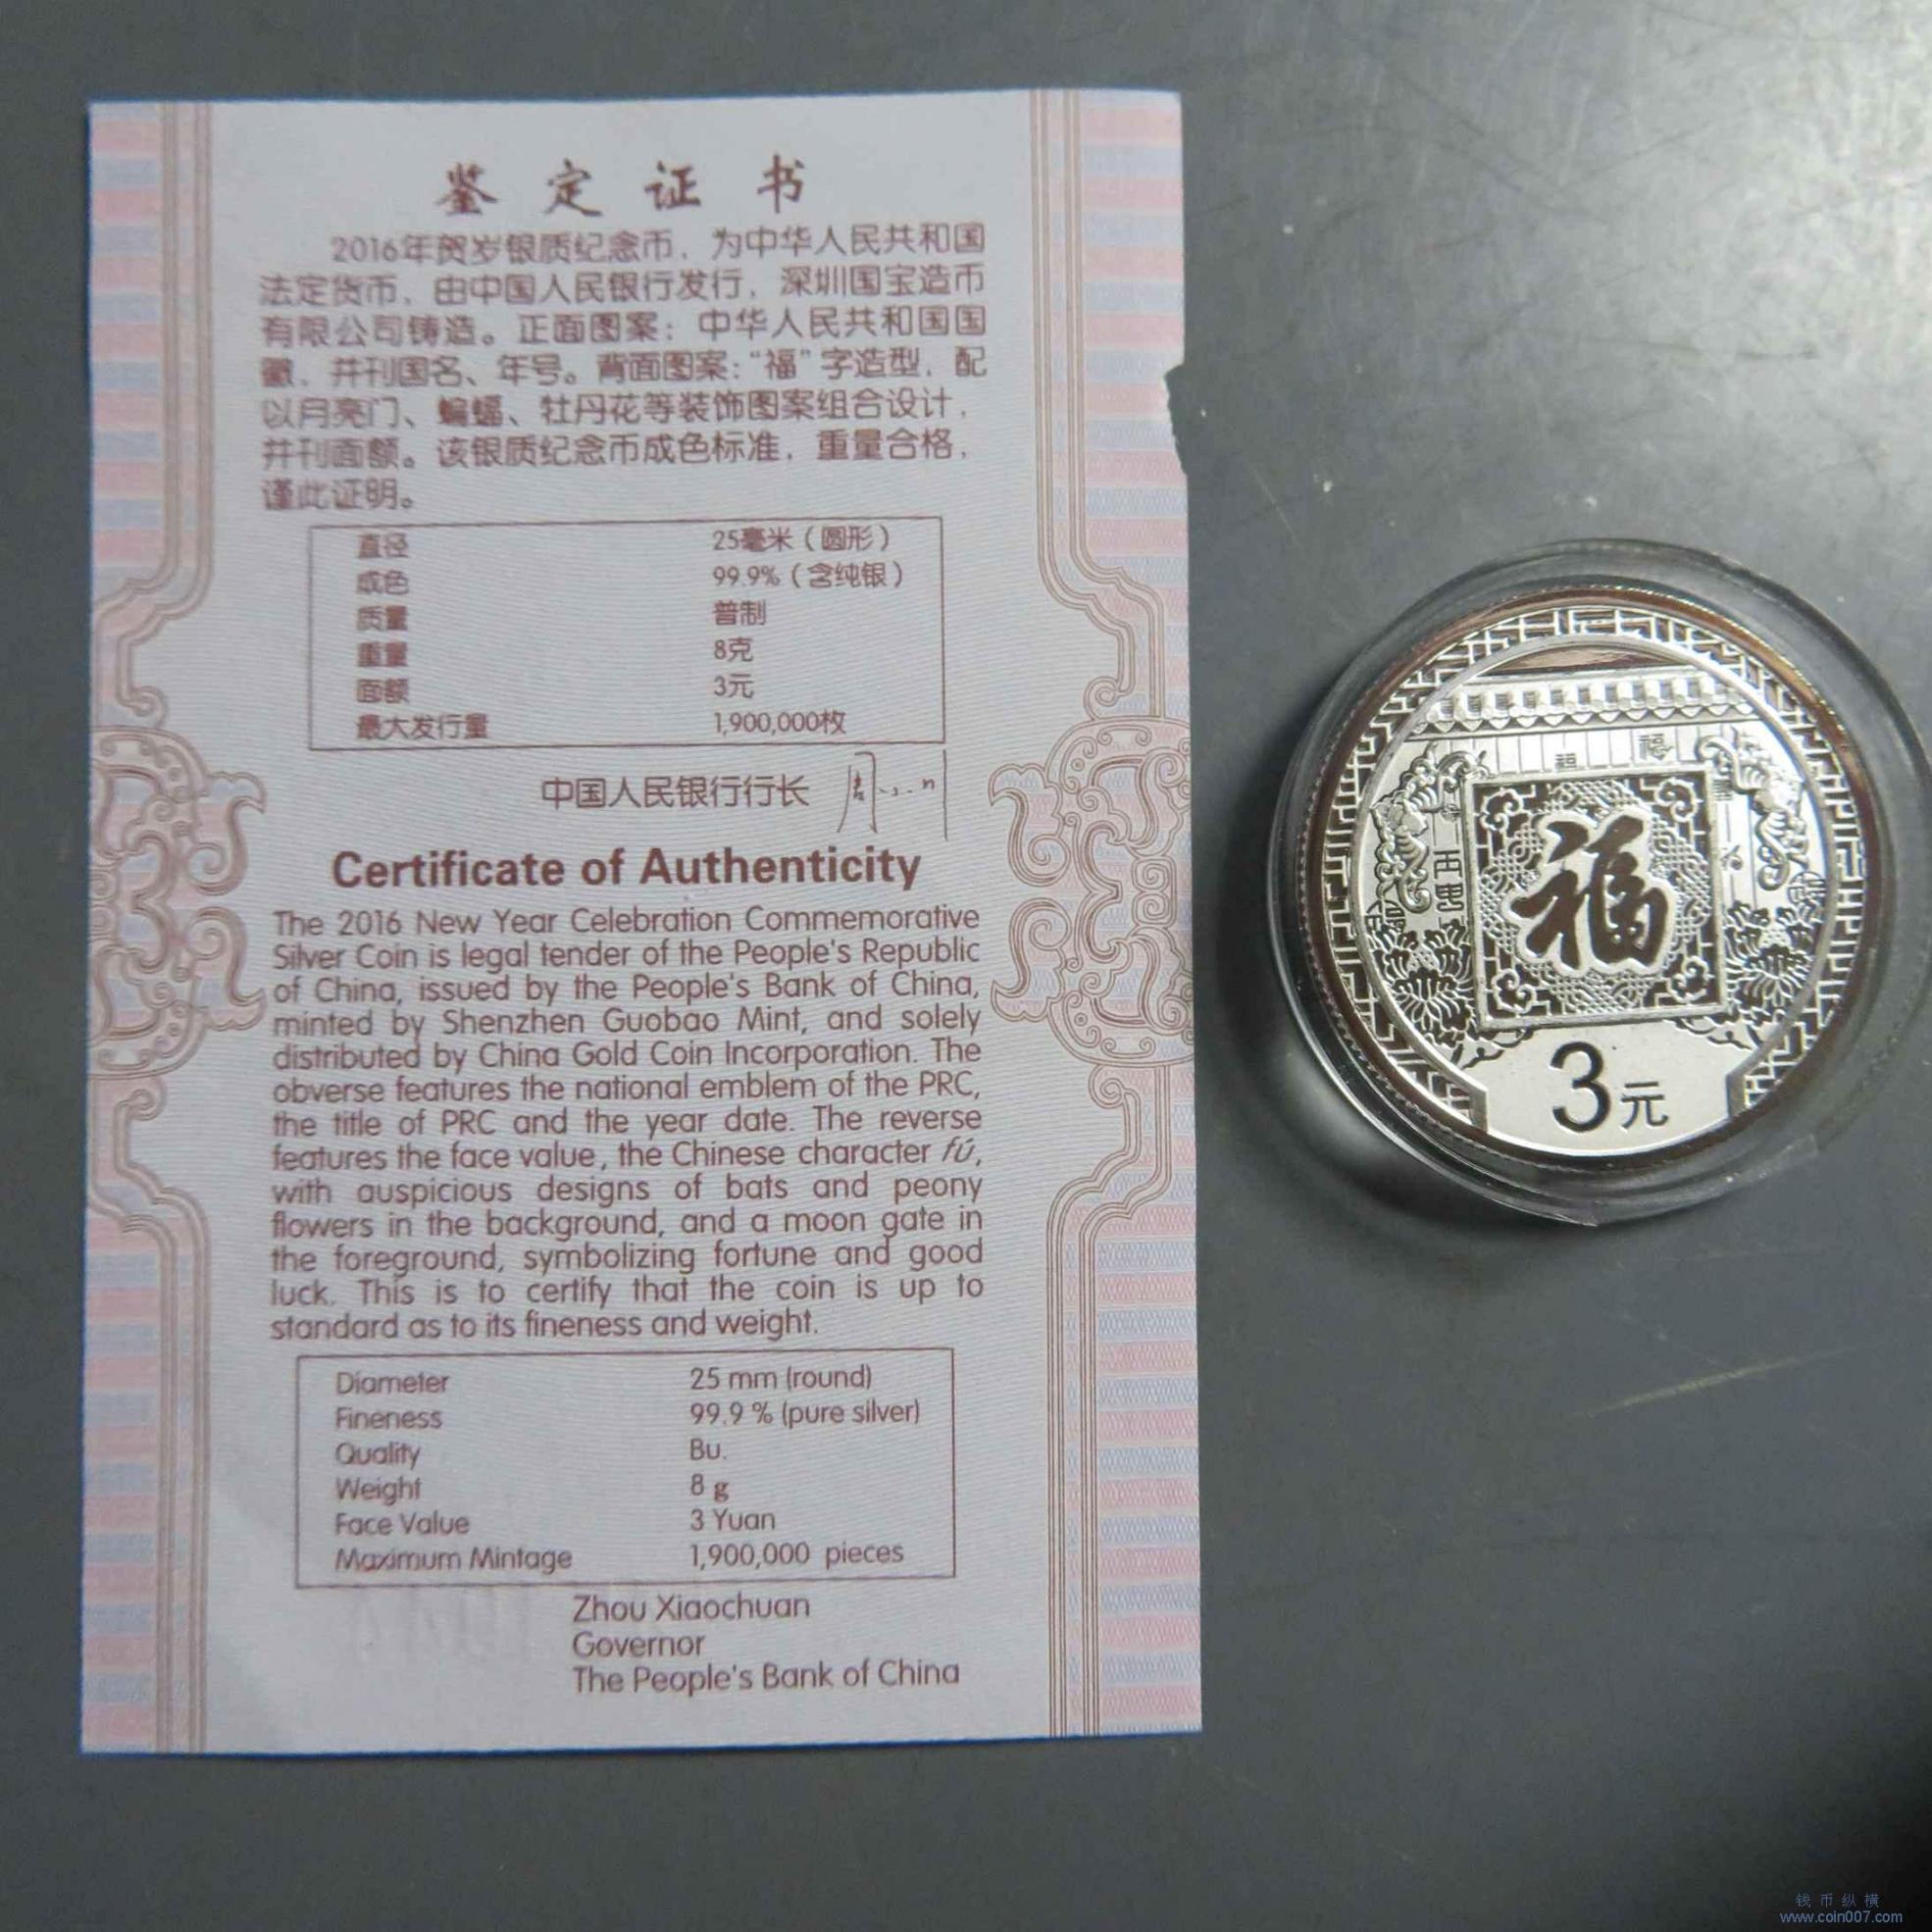 鉴定证书
2016年贺岁银质纪念币，为中华人民共和国
法定货币，由中国人民银行发行，深圳国宝造币
有限公司铸造。正面图案：中华人民共和国国
徽，并刊国名、年号。背面图案：“福”字造型，配
以月亮门、蝙蝠、牡丹花等装饰图案组合设计，
并刊面额。该银质纪念币成色标准，重量合格，
谨此证明。
直径 25毫米（圆形）
成色 99.9%（含纯银）
质量 普制
重量 8克
面额 3元
最大发行量 1,900,000枚
中国人民银行行长 周小川
Certificate of Authenticity
The 2016 New Year Celebration Commemorative
Silver Coin is legal tender of the People's Republic
of China, issued by the People's Bank of China,
minted by Shenzhen Guobao Mint, and solely
distributed by China Gold Coin Incorporation. The
obverse features the national emblem of the PRC,
the title of PRC and the year date. The reverse
features the face value, the Chinese character fú,
with auspicious designs of bats and peony
flowers in the background, and a moon gate in
the foreground, symbolizing fortune and good
luck. This is to certify that the coin is up to
standard as to its fineness and weight.
Diameter 25 mm (round)
Fineness 99.9 % (pure silver)
Quality Bu.
Weight 8 g
Face Value 3 Yuan
Maximum Mintage 1,900,000 pieces
Zhou Xiaochuan
Governor
The People's Bank of China
福
3元
钱币纵横
www.coin007.com